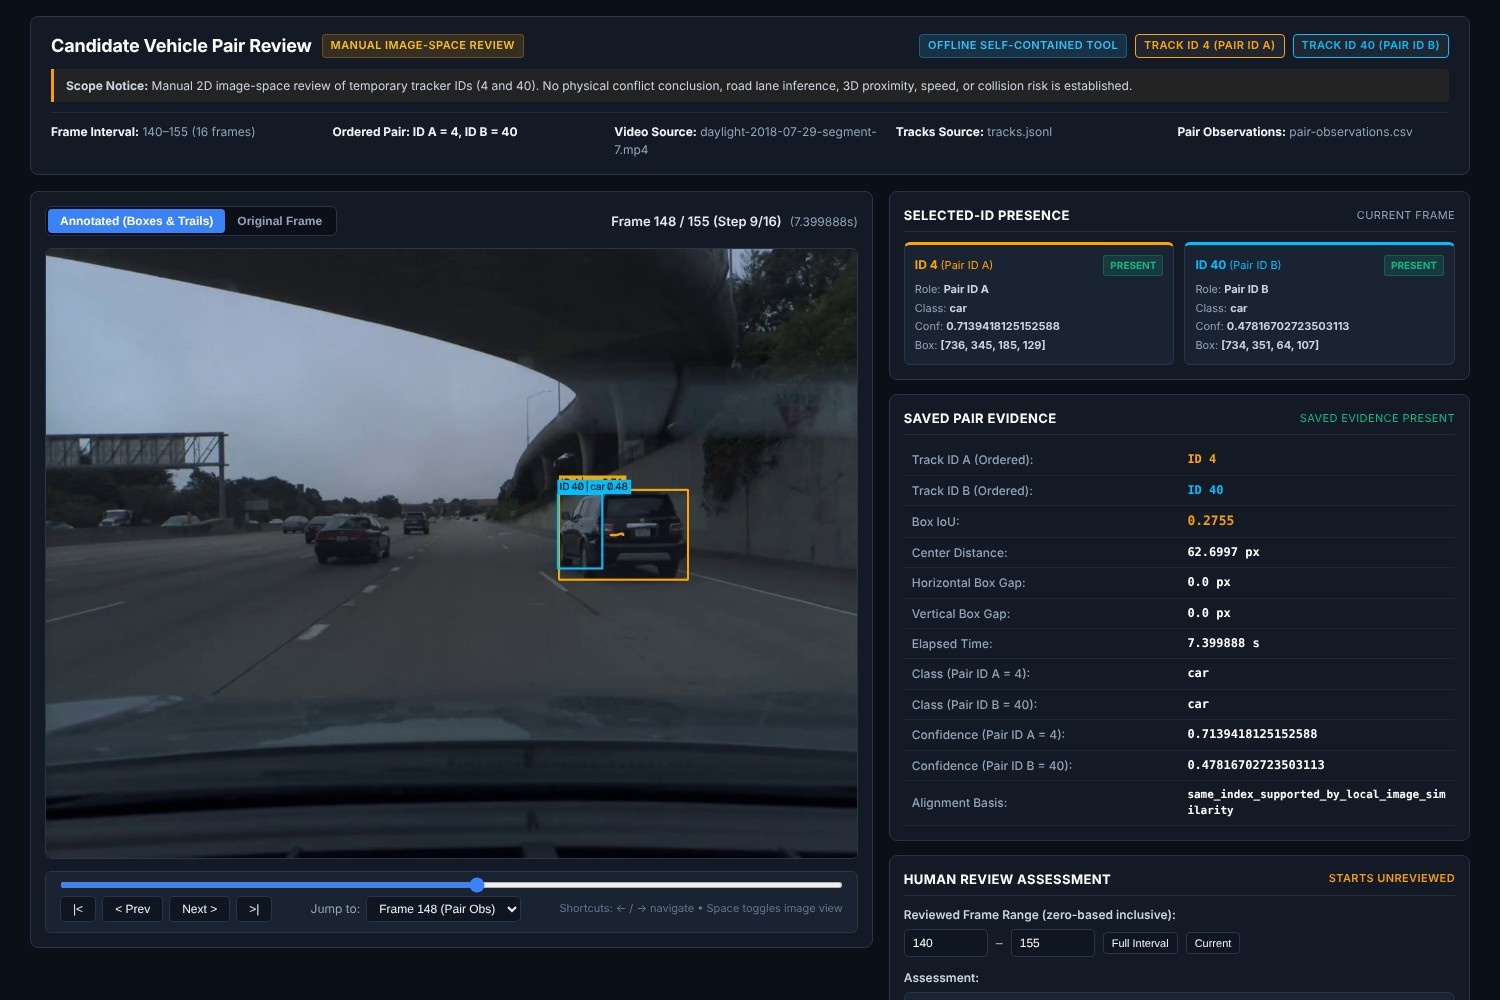 Candidate Vehicle Pair Review
MANUAL IMAGE-SPACE REVIEW
OFFLINE SELF-CONTAINED TOOL
TRACK ID 4 (PAIR ID A)
TRACK ID 40 (PAIR ID B)
Scope Notice: Manual 2D image-space review of temporary tracker IDs (4 and 40). No physical conflict conclusion, road lane inference, 3D proximity, speed, or collision risk is established.
Frame Interval: 140–155 (16 frames)
Ordered Pair: ID A = 4, ID B = 40
Video Source: daylight-2018-07-29-segment-
7.mp4
Tracks Source: tracks.jsonl
Pair Observations: pair-observations.csv
Annotated (Boxes & Trails)
Original Frame
Frame 148 / 155 (Step 9/16) (7.399888s)
ID 40 | car 0.48
|<
< Prev
Next >
>|
Jump to:
Frame 148 (Pair Obs)
Shortcuts: ← / → navigate • Space toggles image view
SELECTED-ID PRESENCE
CURRENT FRAME
ID 4 (Pair ID A)
PRESENT
Role: Pair ID A
Class: car
Conf: 0.7139418125152588
Box: [736, 345, 185, 129]
ID 40 (Pair ID B)
PRESENT
Role: Pair ID B
Class: car
Conf: 0.47816702723503113
Box: [734, 351, 64, 107]
SAVED PAIR EVIDENCE
SAVED EVIDENCE PRESENT
Track ID A (Ordered): ID 4
Track ID B (Ordered): ID 40
Box IoU: 0.2755
Center Distance: 62.6997 px
Horizontal Box Gap: 0.0 px
Vertical Box Gap: 0.0 px
Elapsed Time: 7.399888 s
Class (Pair ID A = 4): car
Class (Pair ID B = 40): car
Confidence (Pair ID A = 4): 0.7139418125152588
Confidence (Pair ID B = 40): 0.47816702723503113
Alignment Basis: same_index_supported_by_local_image_sim
ilarity
HUMAN REVIEW ASSESSMENT
STARTS UNREVIEWED
Reviewed Frame Range (zero-based inclusive):
140 – 155 Full Interval Current
Assessment: